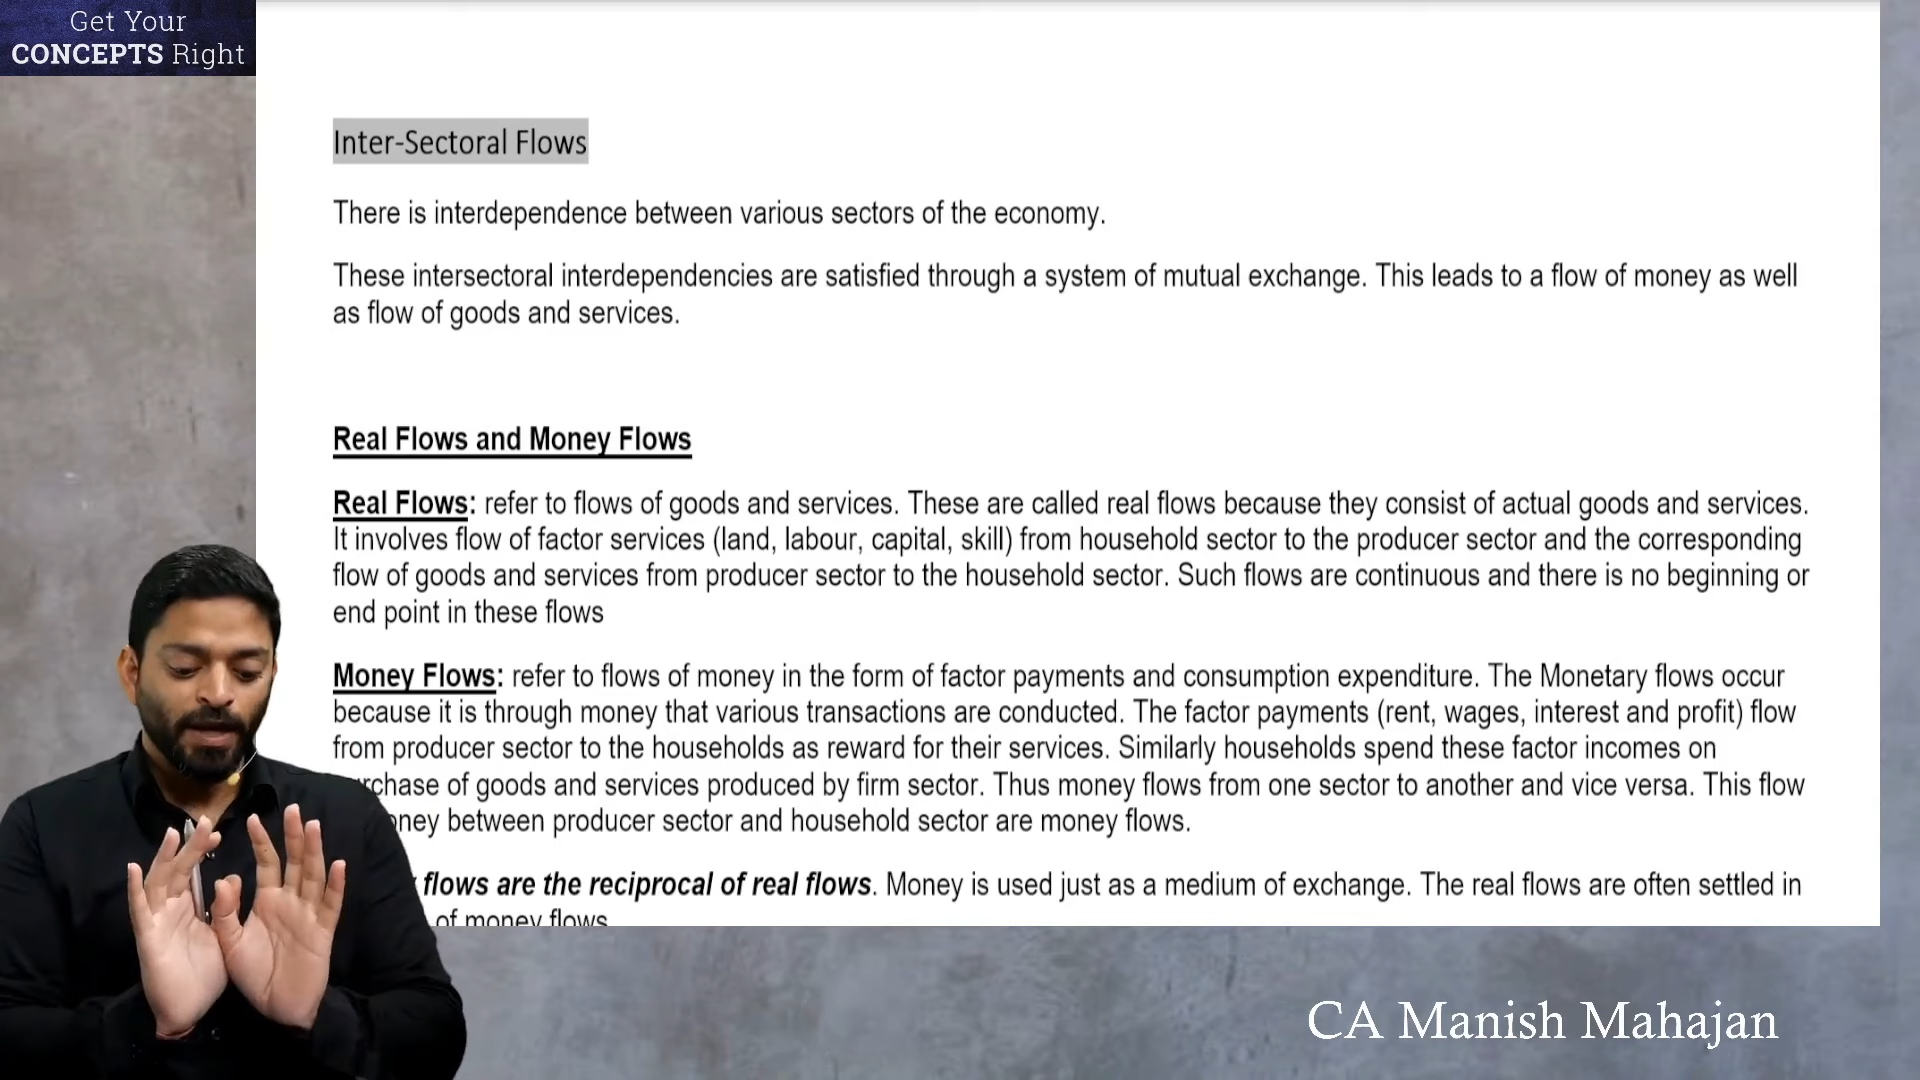 Get Your
CONCEPTS Right
Inter-Sectoral Flows
There is interdependence between various sectors of the economy.
These intersectoral interdependencies are satisfied through a system of mutual exchange. This leads to a flow of money as well
as flow of goods and services.
Real Flows and Money Flows
Real Flows: refer to flows of goods and services. These are called real flows because they consist of actual goods and services.
It involves flow of factor services (land, labour, capital, skill) from household sector to the producer sector and the corresponding
flow of goods and services from producer sector to the household sector. Such flows are continuous and there is no beginning or
end point in these flows
Money Flows: refer to flows of money in the form of factor payments and consumption expenditure. The Monetary flows occur
because it is through money that various transactions are conducted. The factor payments (rent, wages, interest and profit) flow
from producer sector to the households as reward for their services. Similarly households spend these factor incomes on
of goods and services produced by firm sector. Thus money flows from one sector to another and vice versa. This flow
between producer sector and household sector are money flows.
flows are the reciprocal of real flows. Money is used just as a medium of exchange. The real flows are often settled in
of money flows
CA Manish Mahajan